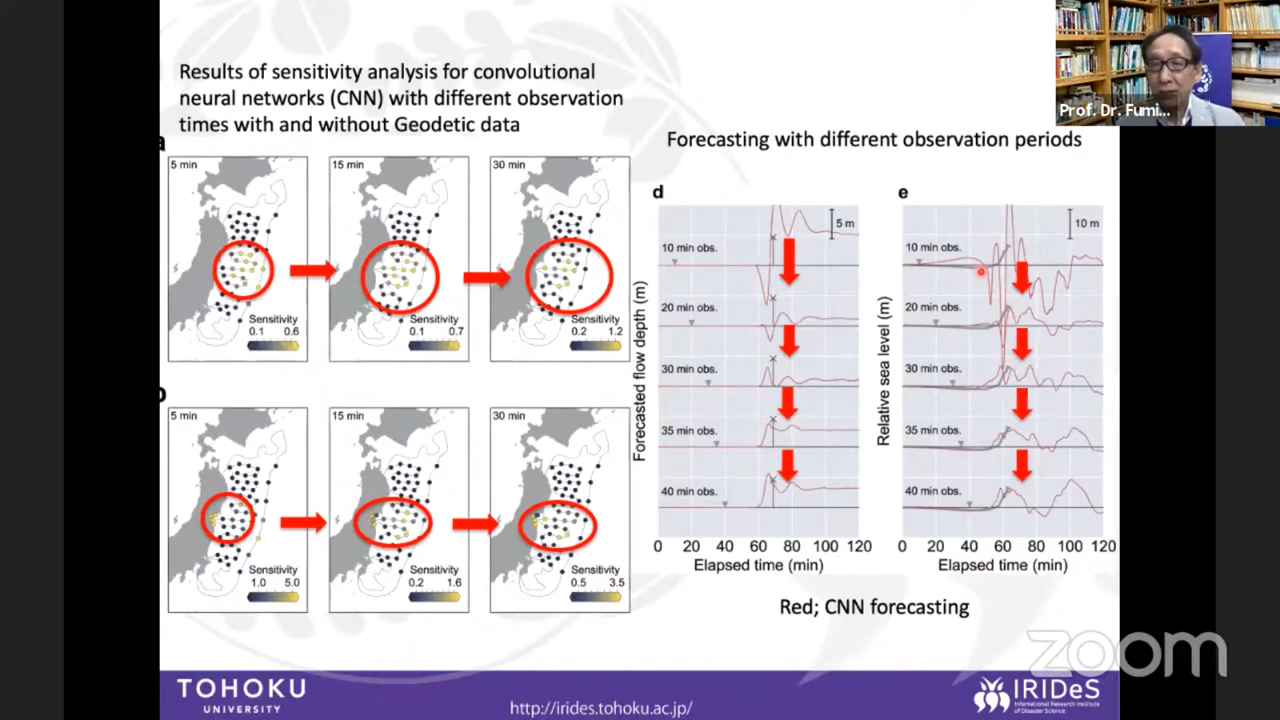 Prof. Dr. Fumi...
Results of sensitivity analysis for convolutional
neural networks (CNN) with different observation
times with and without Geodetic data
Forecasting with different observation periods
a
5 min
15 min
30 min
Sensitivity
0.1 0.6
Sensitivity
0.1 0.7
Sensitivity
0.2 1.2
b
5 min
15 min
30 min
Sensitivity
1.0 5.0
Sensitivity
0.2 1.6
Sensitivity
0.5 3.5
d
5 m
10 min obs.
20 min obs.
30 min obs.
35 min obs.
40 min obs.
Forecasted flow depth (m)
0 20 40 60 80 100 120
Elapsed time (min)
e
10 m
10 min obs.
20 min obs.
30 min obs.
35 min obs.
40 min obs.
Relative sea level (m)
0 20 40 60 80 100 120
Elapsed time (min)
Red; CNN forecasting
zoom
TOHOKU
UNIVERSITY
http://irides.tohoku.ac.jp/
IRIDeS
International Research Institute
of Disaster Science